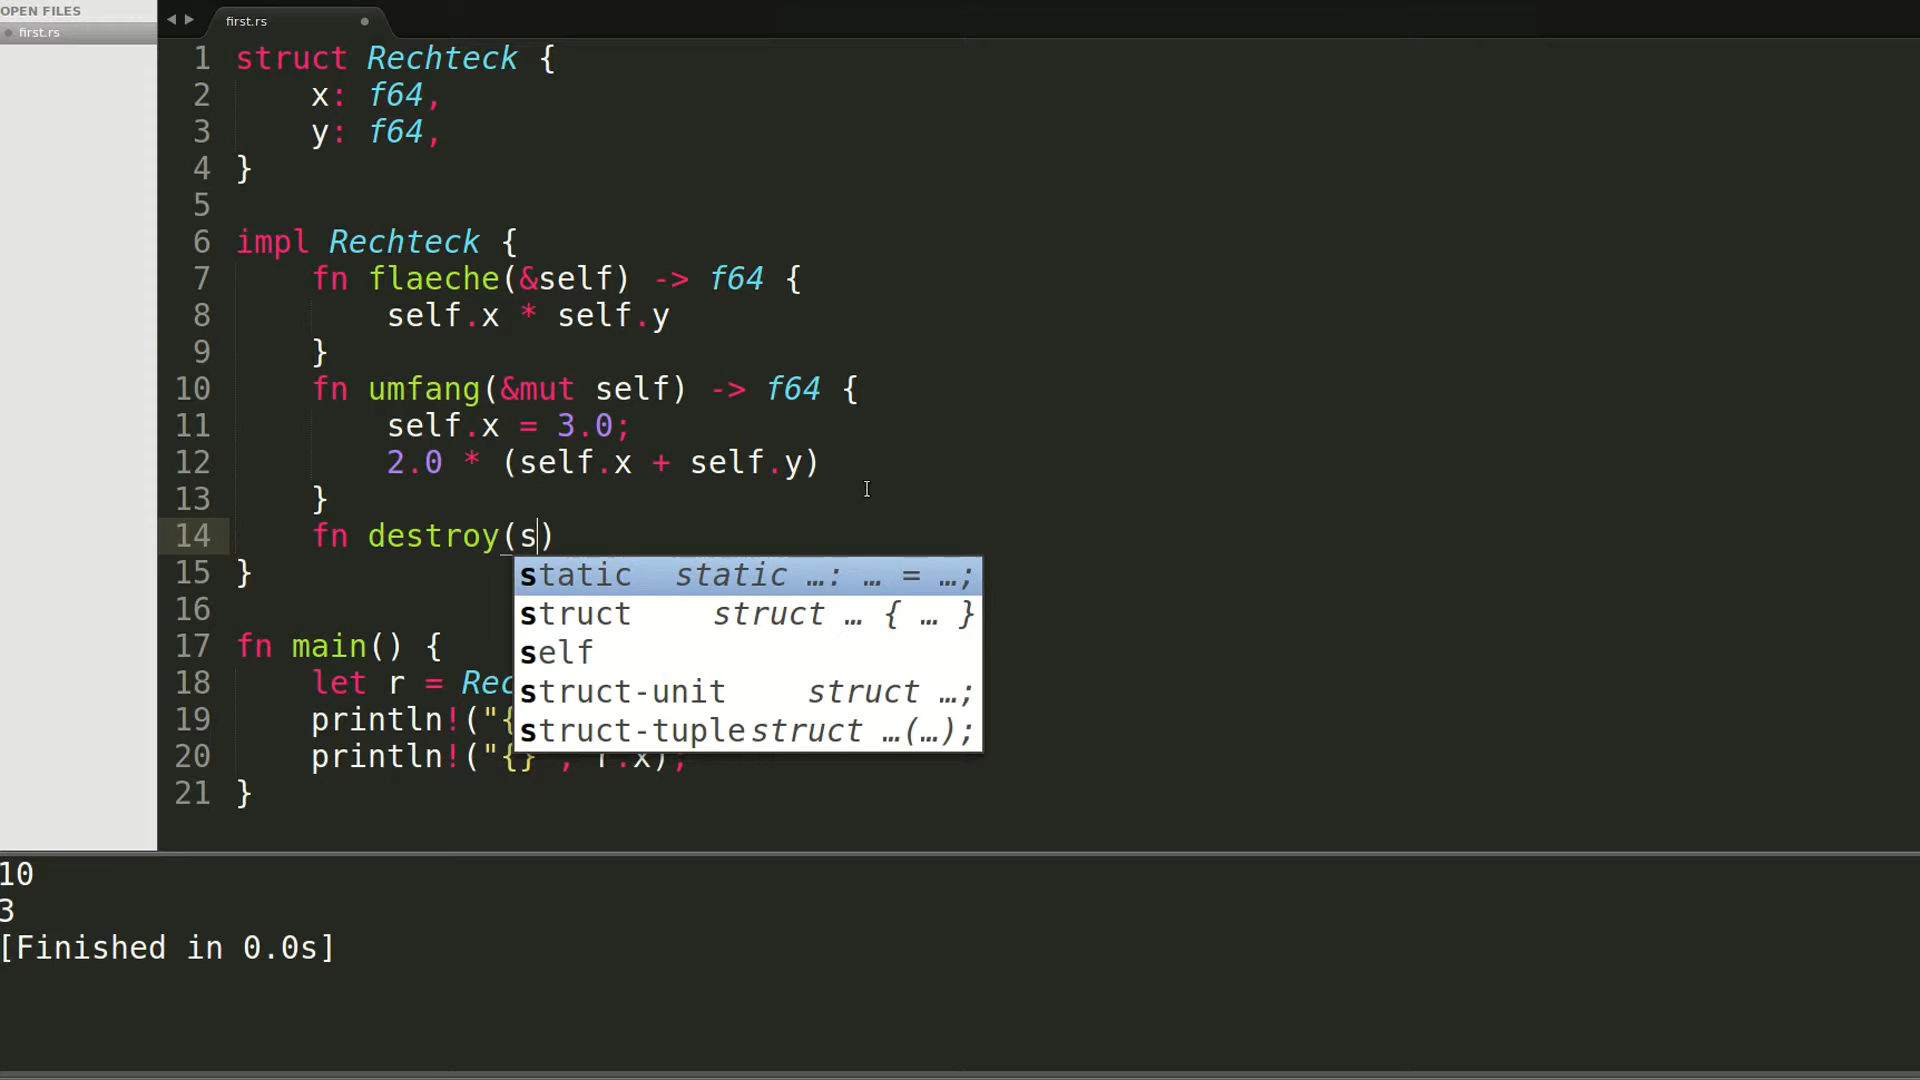 OPEN FILES
first.rs
first.rs
1 struct Rechteck {
2 x: f64,
3 y: f64,
4 }
5
6 impl Rechteck {
7 fn flaeche(&self) -> f64 {
8 self.x * self.y
9 }
10 fn umfang(&mut self) -> f64 {
11 self.x = 3.0;
12 2.0 * (self.x + self.y)
13 }
14 fn destroy(s)
15 }
16
17 fn main() {
18 let r = Rec
19 println!("{
20 println!("{}", r.x);
21 }
static static …: … = …;
struct struct … { … }
self
struct-unit struct …;
struct-tuple struct …(…);
10
3
[Finished in 0.0s]